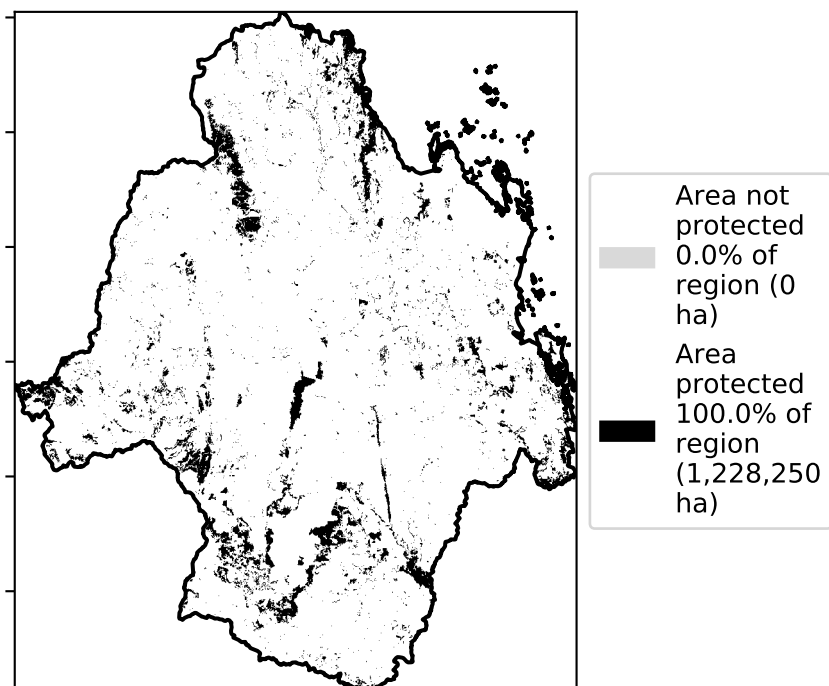 Area not
protected
0.0% of
region (0
ha)
Area
protected
100.0% of
region
(1,228,250
ha)